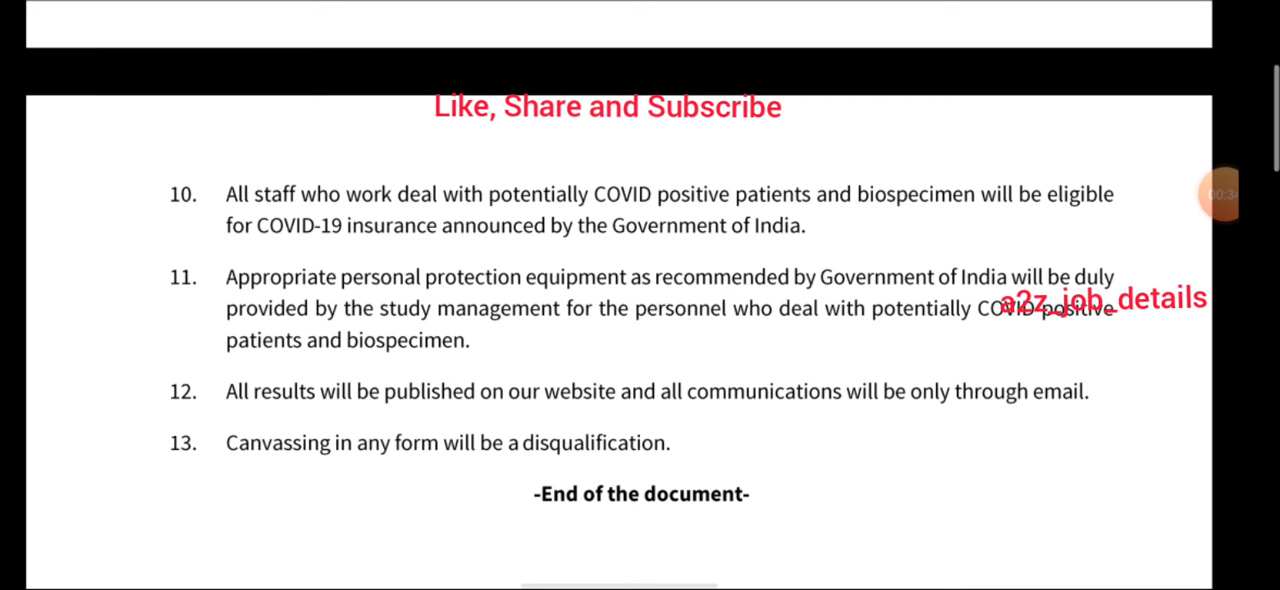 Like, Share and Subscribe
10. All staff who work deal with potentially COVID positive patients and biospecimen will be eligible
for COVID-19 insurance announced by the Government of India.
11. Appropriate personal protection equipment as recommended by Government of India will be duly
provided by the study management for the personnel who deal with potentially COVID positive
a2z_job_details
patients and biospecimen.
12. All results will be published on our website and all communications will be only through email.
13. Canvassing in any form will be a disqualification.
-End of the document-